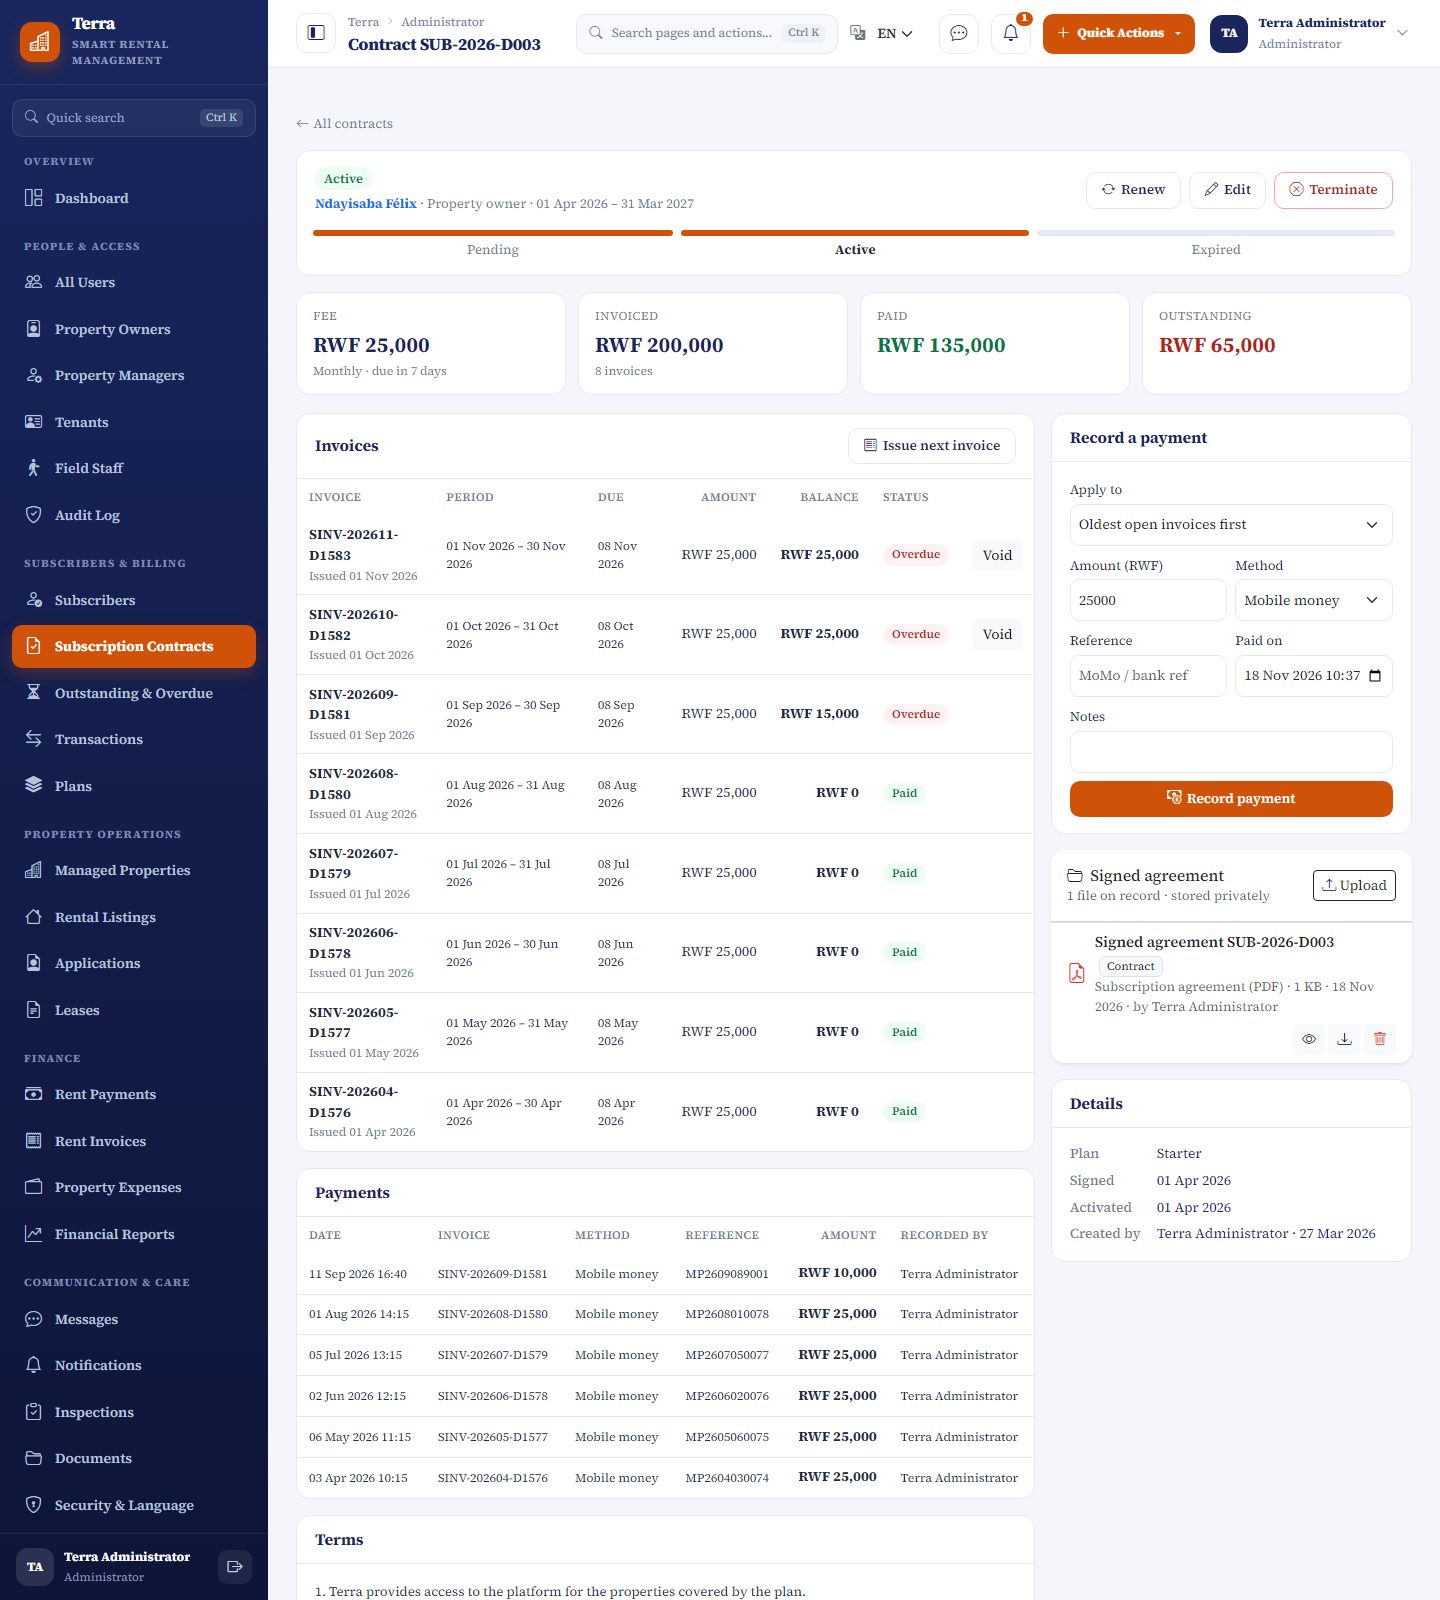 Terra
SMART RENTAL
MANAGEMENT
Quick search
Ctrl K
OVERVIEW
Dashboard
PEOPLE & ACCESS
All Users
Property Owners
Property Managers
Tenants
Field Staff
Audit Log
SUBSCRIBERS & BILLING
Subscribers
Subscription Contracts
Outstanding & Overdue
Transactions
Plans
PROPERTY OPERATIONS
Managed Properties
Rental Listings
Applications
Leases
FINANCE
Rent Payments
Rent Invoices
Property Expenses
Financial Reports
COMMUNICATION & CARE
Messages
Notifications
Inspections
Documents
Security & Language
TA
Terra Administrator
Administrator
Terra > Administrator
Contract SUB-2026-D003
Search pages and actions... Ctrl K
EN
1
+ Quick Actions
TA
Terra Administrator
Administrator
← All contracts
Active
Ndayisaba Félix · Property owner · 01 Apr 2026 – 31 Mar 2027
Renew
Edit
Terminate
Pending
Active
Expired
FEE
RWF 25,000
Monthly · due in 7 days
INVOICED
RWF 200,000
8 invoices
PAID
RWF 135,000
OUTSTANDING
RWF 65,000
Invoices
Issue next invoice
INVOICE PERIOD DUE AMOUNT BALANCE STATUS
SINV-202611-
D1583
Issued 01 Nov 2026
01 Nov 2026 – 30 Nov
2026
08 Nov
2026
RWF 25,000
RWF 25,000
Overdue
Void
SINV-202610-
D1582
Issued 01 Oct 2026
01 Oct 2026 – 31 Oct
2026
08 Oct
2026
RWF 25,000
RWF 25,000
Overdue
Void
SINV-202609-
D1581
Issued 01 Sep 2026
01 Sep 2026 – 30 Sep
2026
08 Sep
2026
RWF 25,000
RWF 15,000
Overdue
SINV-202608-
D1580
Issued 01 Aug 2026
01 Aug 2026 – 31 Aug
2026
08 Aug
2026
RWF 25,000
RWF 0
Paid
SINV-202607-
D1579
Issued 01 Jul 2026
01 Jul 2026 – 31 Jul
2026
08 Jul
2026
RWF 25,000
RWF 0
Paid
SINV-202606-
D1578
Issued 01 Jun 2026
01 Jun 2026 – 30 Jun
2026
08 Jun
2026
RWF 25,000
RWF 0
Paid
SINV-202605-
D1577
Issued 01 May 2026
01 May 2026 – 31 May
2026
08 May
2026
RWF 25,000
RWF 0
Paid
SINV-202604-
D1576
Issued 01 Apr 2026
01 Apr 2026 – 30 Apr
2026
08 Apr
2026
RWF 25,000
RWF 0
Paid
Payments
DATE INVOICE METHOD REFERENCE AMOUNT RECORDED BY
11 Sep 2026 16:40 SINV-202609-D1581 Mobile money MP2609089001 RWF 10,000 Terra Administrator
01 Aug 2026 14:15 SINV-202608-D1580 Mobile money MP2608010078 RWF 25,000 Terra Administrator
05 Jul 2026 13:15 SINV-202607-D1579 Mobile money MP2607050077 RWF 25,000 Terra Administrator
02 Jun 2026 12:15 SINV-202606-D1578 Mobile money MP2606020076 RWF 25,000 Terra Administrator
06 May 2026 11:15 SINV-202605-D1577 Mobile money MP2605060075 RWF 25,000 Terra Administrator
03 Apr 2026 10:15 SINV-202604-D1576 Mobile money MP2604030074 RWF 25,000 Terra Administrator
Terms
1. Terra provides access to the platform for the properties covered by the plan.
Record a payment
Apply to
Oldest open invoices first
Amount (RWF) Method
25000 Mobile money
Reference Paid on
MoMo / bank ref 18 Nov 2026 10:37
Notes
Record payment
Signed agreement
1 file on record · stored privately
Upload
Signed agreement SUB-2026-D003
Contract
Subscription agreement (PDF) · 1 KB · 18 Nov
2026 · by Terra Administrator
Details
Plan Starter
Signed 01 Apr 2026
Activated 01 Apr 2026
Created by Terra Administrator · 27 Mar 2026